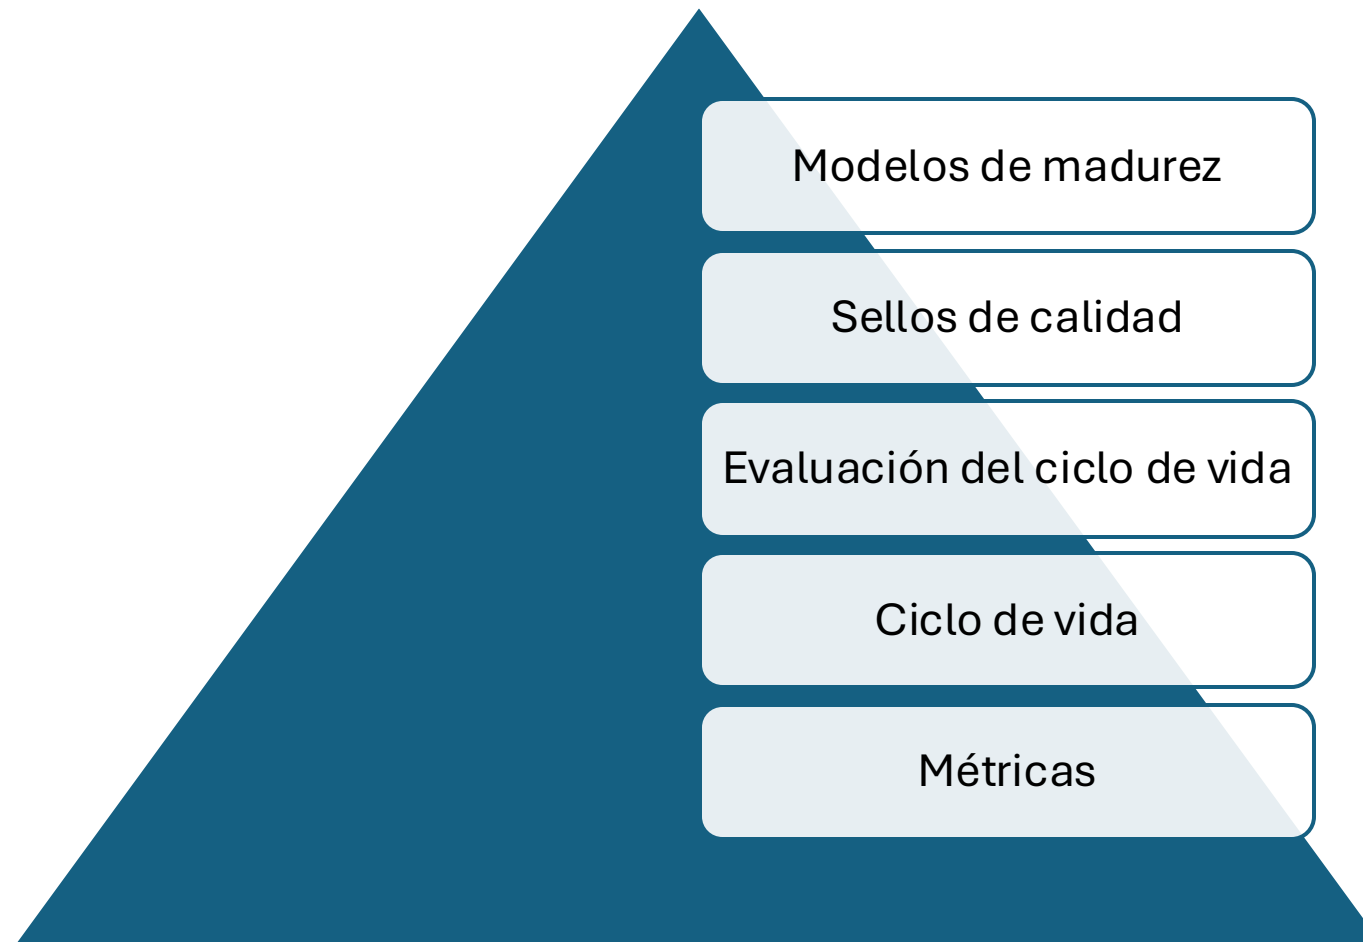 Modelos de madurez
Sellos de calidad
Evaluación del ciclo de vida
Ciclo de vida
Métricas